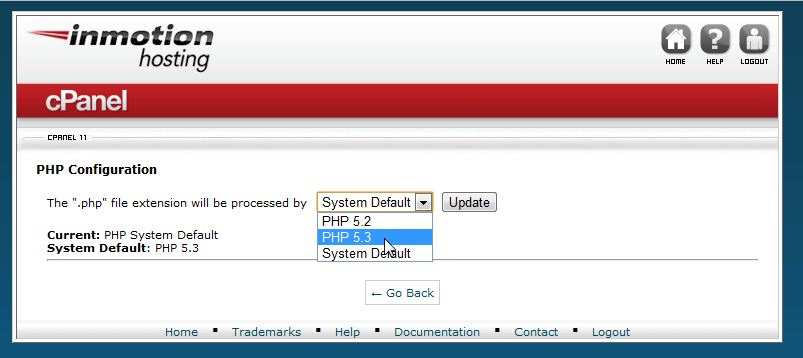 inmotion
hosting
HOME HELP LOGOUT
cPanel
CPANEL 11
PHP Configuration
The ".php" file extension will be processed by System Default Update
PHP 5.2
PHP 5.3
System Default
Current: PHP System Default
System Default: PHP 5.3
← Go Back
Home ▪ Trademarks ▪ Help ▪ Documentation ▪ Contact ▪ Logout